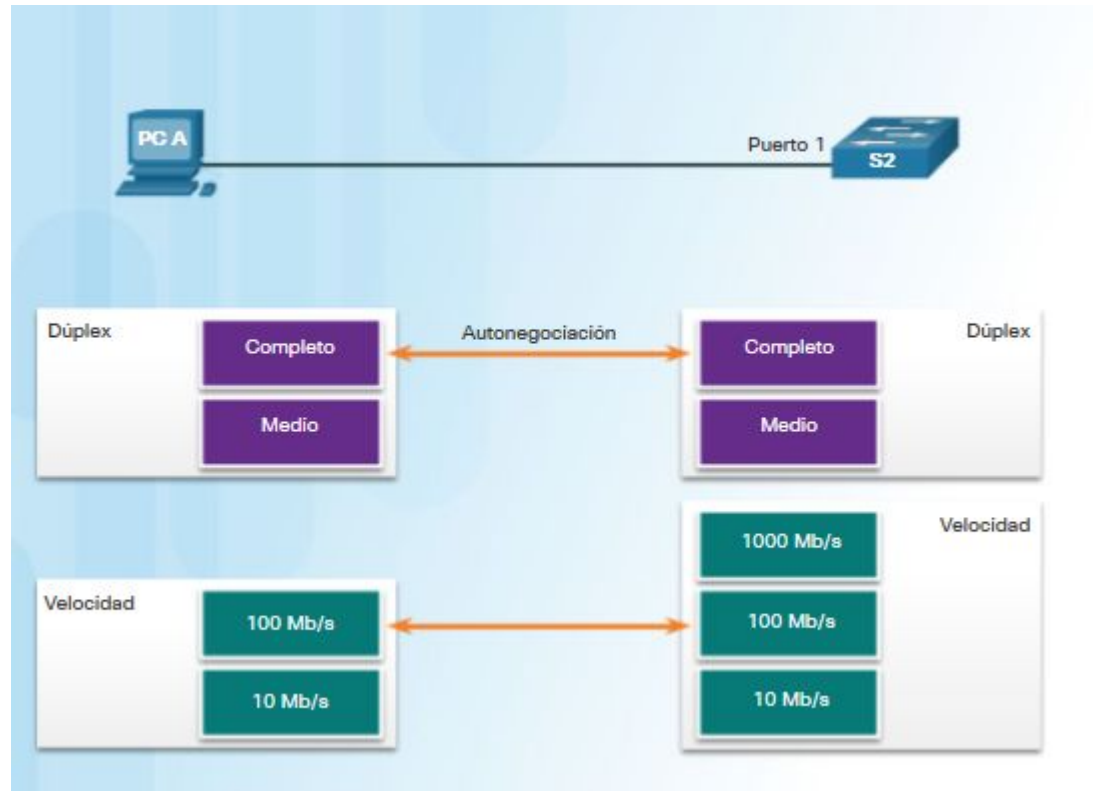 PC A
Puerto 1
S2
Dúplex
Completo
Medio
Autonegociación
Completo
Medio
Dúplex
Velocidad
100 Mb/s
10 Mb/s
1000 Mb/s
100 Mb/s
10 Mb/s
Velocidad